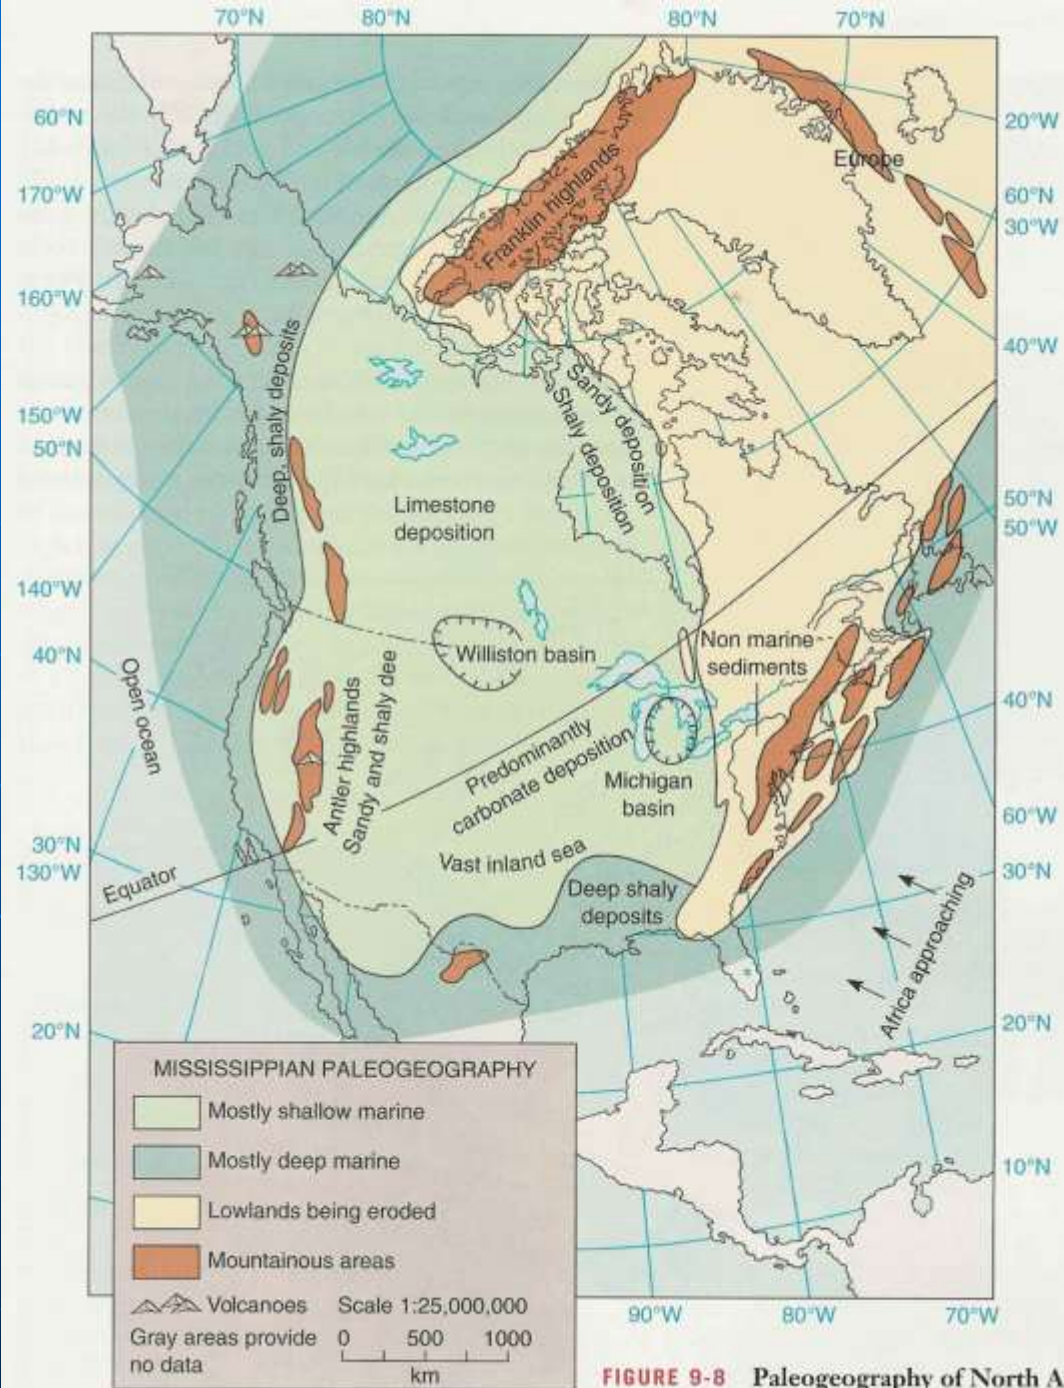 70°N
80°N
80°N
70°N
60°N
20°W
Europe
170°W
60°N
30°W
Franklin highlands
160°W
40°W
Deep, shaly deposits
Sandy deposition
Shaly deposition
150°W
50°N
Limestone
deposition
50°N
50°W
140°W
40°N
Open ocean
Williston basin
Non marine
sediments
40°N
Antler highlands
Sandy and shaly dee
Predominantly
carbonate deposition
Michigan
basin
60°W
30°N
130°W
Equator
Vast inland sea
30°N
Deep shaly
deposits
Africa approaching
20°N
20°N
10°N
MISSISSIPPIAN PALEOGEOGRAPHY
Mostly shallow marine
Mostly deep marine
Lowlands being eroded
Mountainous areas
Volcanoes Scale 1:25,000,000
Gray areas provide
no data
0 500 1000
km
90°W
80°W
70°W
FIGURE 9-8 Paleogeography of North A